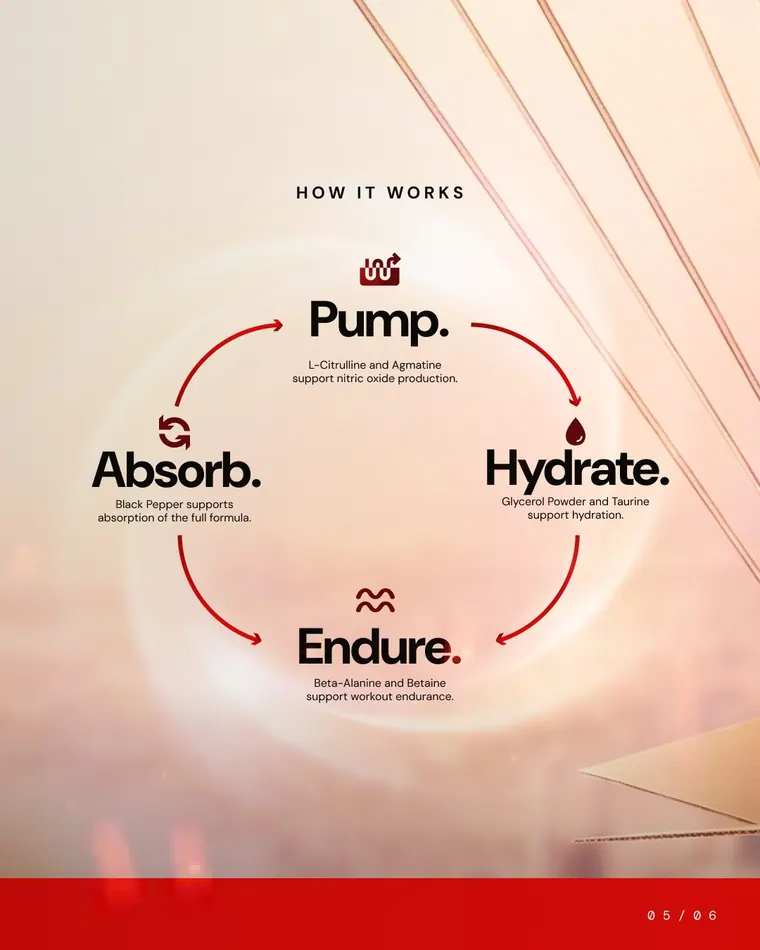 HOW IT WORKS
Pump.
L-Citrulline and Agmatine
support nitric oxide production.
Absorb.
Black Pepper supports
absorption of the full formula.
Hydrate.
Glycerol Powder and Taurine
support hydration.
Endure.
Beta-Alanine and Betaine
support workout endurance.
05/06